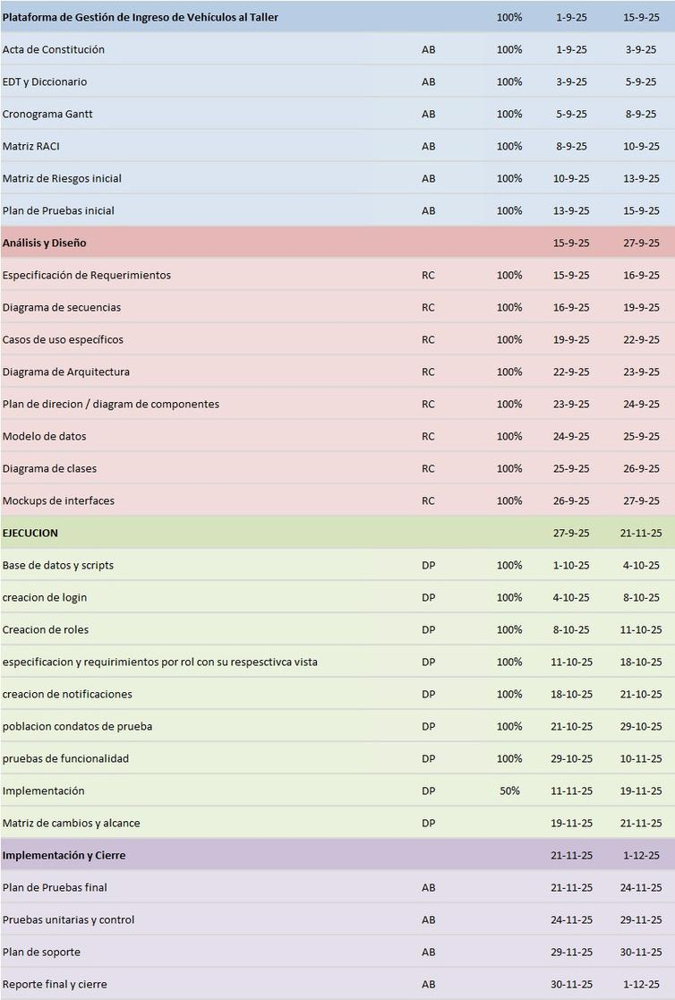 Plataforma de Gestión de Ingreso de Vehículos al Taller 100% 1-9-25 15-9-25
Acta de Constitución AB 100% 1-9-25 3-9-25
EDT y Diccionario AB 100% 3-9-25 5-9-25
Cronograma Gantt AB 100% 5-9-25 8-9-25
Matriz RACI AB 100% 8-9-25 10-9-25
Matriz de Riesgos inicial AB 100% 10-9-25 13-9-25
Plan de Pruebas inicial AB 100% 13-9-25 15-9-25
Análisis y Diseño 15-9-25 27-9-25
Especificación de Requerimientos RC 100% 15-9-25 16-9-25
Diagrama de secuencias RC 100% 16-9-25 19-9-25
Casos de uso específicos RC 100% 19-9-25 22-9-25
Diagrama de Arquitectura RC 100% 22-9-25 23-9-25
Plan de direcion / diagram de componentes RC 100% 23-9-25 24-9-25
Modelo de datos RC 100% 24-9-25 25-9-25
Diagrama de clases RC 100% 25-9-25 26-9-25
Mockups de interfaces RC 100% 26-9-25 27-9-25
EJECUCION 27-9-25 21-11-25
Base de datos y scripts DP 100% 1-10-25 4-10-25
creacion de login DP 100% 4-10-25 8-10-25
Creacion de roles DP 100% 8-10-25 11-10-25
especificacion y requirimientos por rol con su respesctivca vista DP 100% 11-10-25 18-10-25
creacion de notificaciones DP 100% 18-10-25 21-10-25
poblacion condatos de prueba DP 100% 21-10-25 29-10-25
pruebas de funcionalidad DP 100% 29-10-25 10-11-25
Implementación DP 50% 11-11-25 19-11-25
Matriz de cambios y alcance DP 19-11-25 21-11-25
Implementación y Cierre 21-11-25 1-12-25
Plan de Pruebas final AB 21-11-25 24-11-25
Pruebas unitarias y control AB 24-11-25 29-11-25
Plan de soporte AB 29-11-25 30-11-25
Reporte final y cierre AB 30-11-25 1-12-25